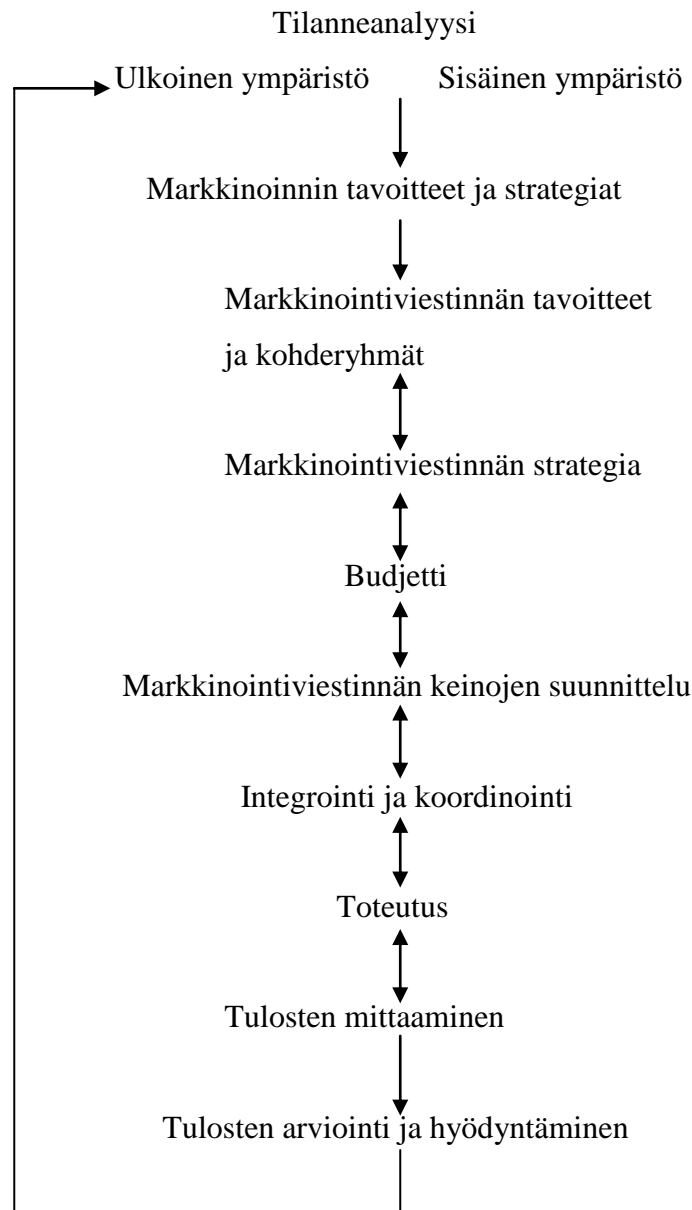 Tilanneanalyysi
Ulkoinen ympäristö Sisäinen ympäristö
Markkinoinnin tavoitteet ja strategiat
Markkinointiviestinnän tavoitteet
ja kohderyhmät
Markkinointiviestinnän strategia
Budjetti
Markkinointiviestinnän keinojen suunnittelu
Integrointi ja koordinointi
Toteutus
Tulosten mittaaminen
Tulosten arviointi ja hyödyntäminen